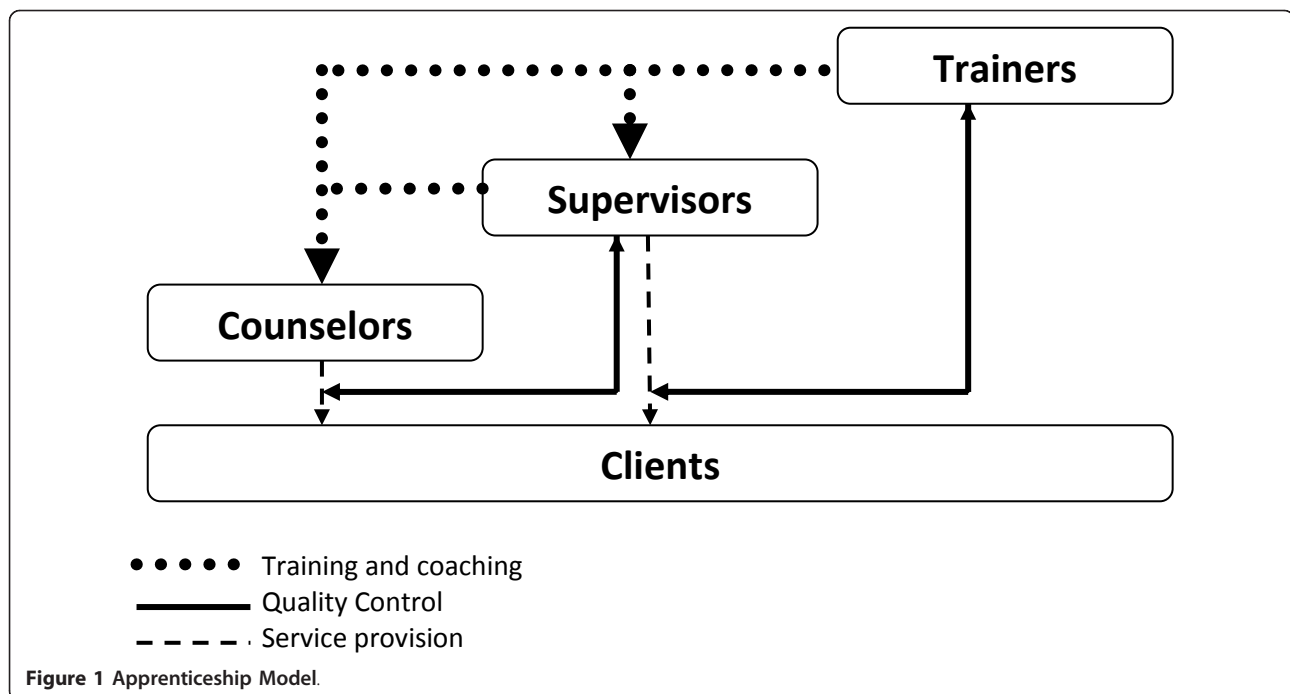 Trainers
Supervisors
Counselors
Clients
Training and coaching
Quality Control
Service provision
Figure 1 Apprenticeship Model.